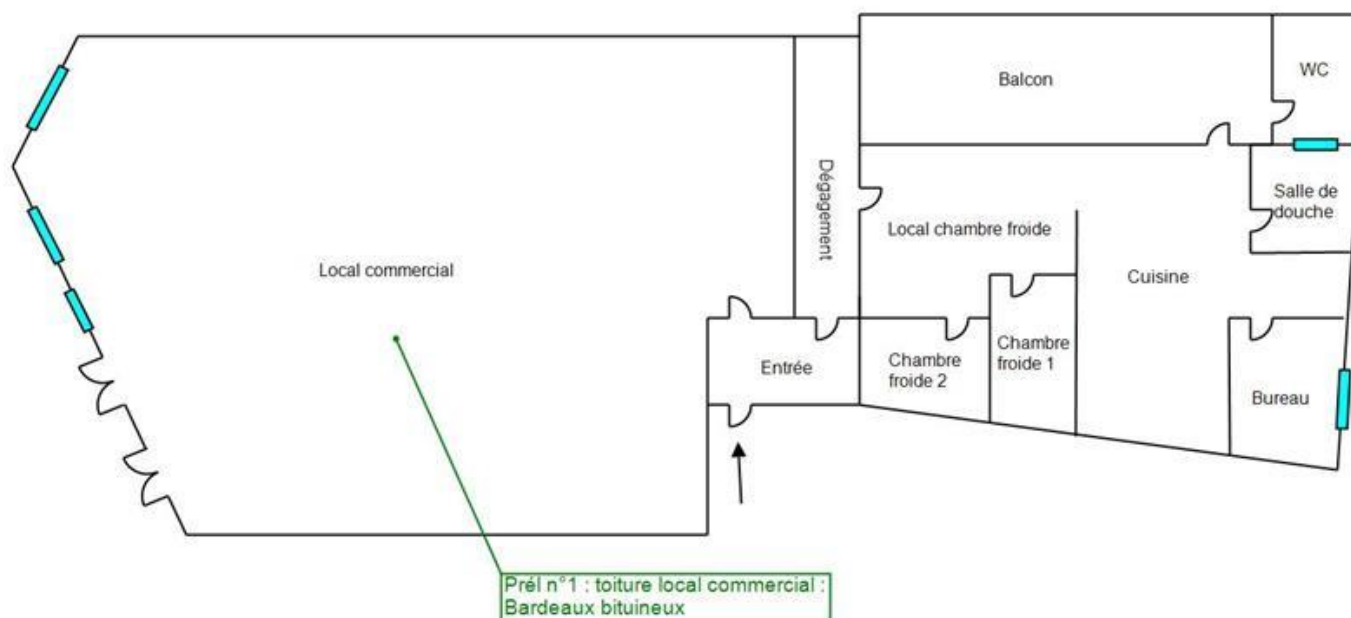 Balcon
WC
Dégagement
Salle de
douche
Local chambre froide
Local commercial
Cuisine
Entrée
Chambre
froide 2
Chambre
froide 1
Bureau
Prél n°1 : toiture local commercial :
Bardeaux bituineux